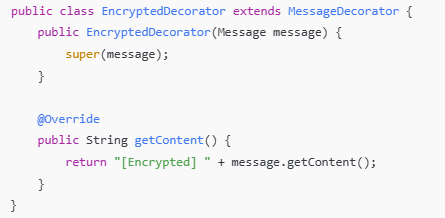 public class EncryptedDecorator extends MessageDecorator {
    public EncryptedDecorator(Message message) {
        super(message);
    }

    @Override
    public String getContent() {
        return "[Encrypted] " + message.getContent();
    }
}